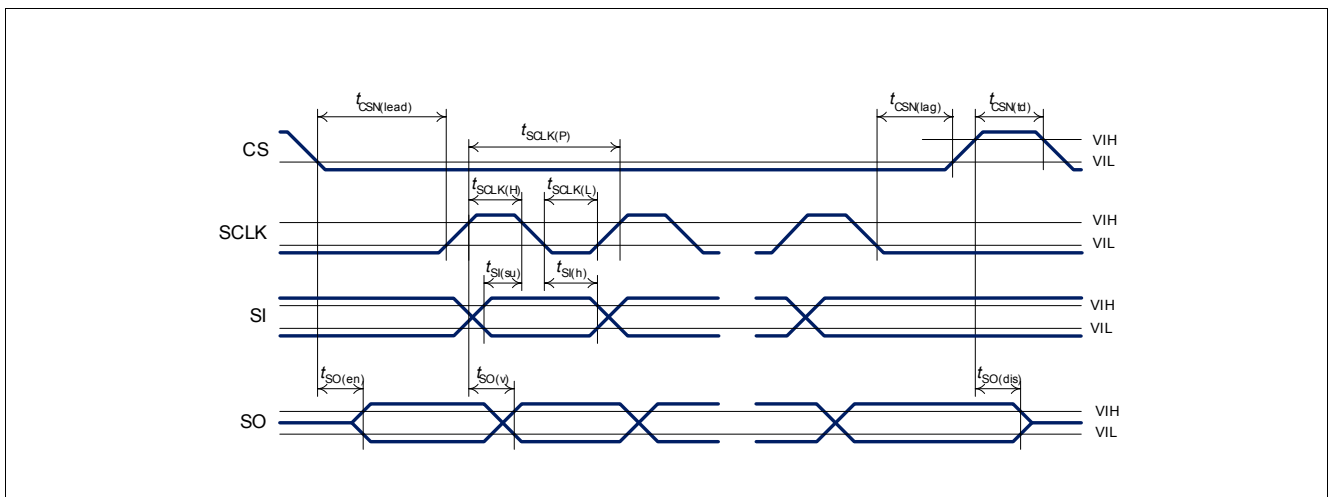 tCSN(lead)
tCSN(lag)
tCSN(td)
tSCLK(P)
CS
VIH
VIL
tSCLK(H)
tSCLK(L)
SCLK
VIH
VIL
tSI(su)
tSI(h)
SI
VIH
VIL
tSO(en)
tSO(v)
tSO(dis)
SO
VIH
VIL